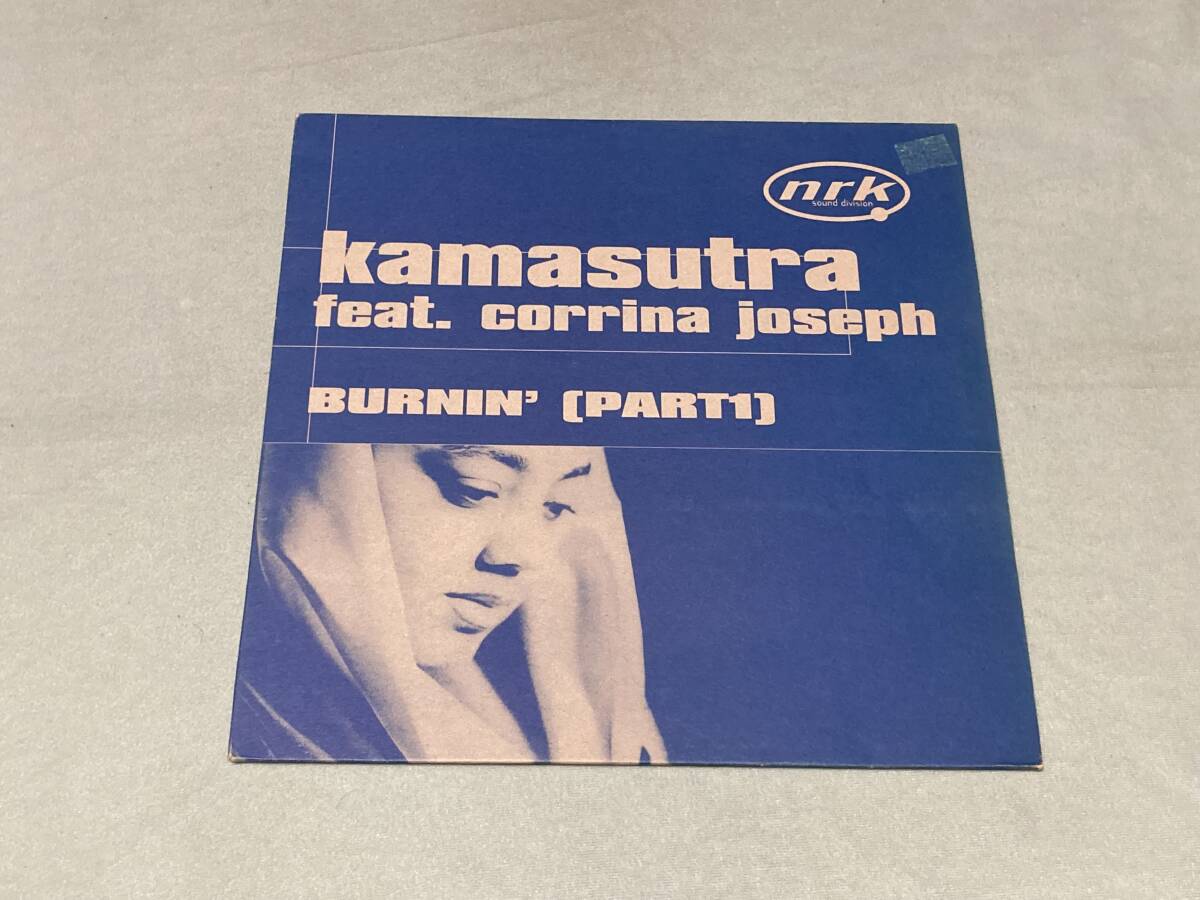 nrk
sound division
kamasutra
feat. corrina joseph
BURNIN' (PART1)